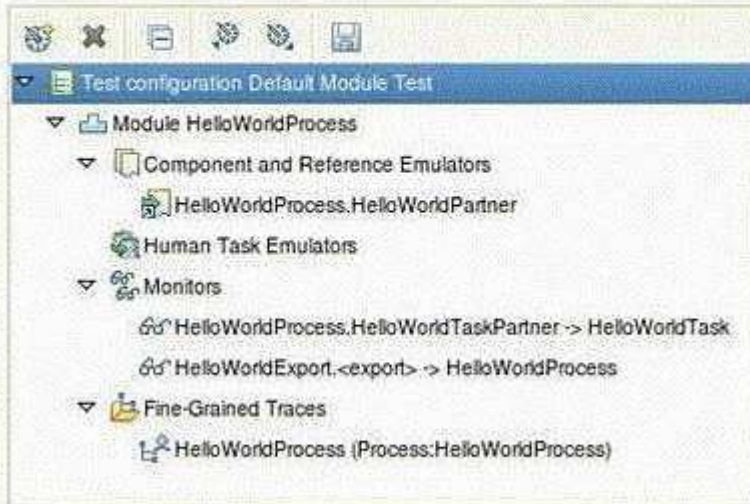 Test configuration Default Module Test
Module HelloWorldProcess
Component and Reference Emulators
HelloWorldProcess.HelloWorldPartner
Human Task Emulators
Monitors
HelloWorldProcess.HelloWorldTaskPartner -> HelloWorldTask
HelloWorldExport.<export> -> HelloWorldProcess
Fine-Grained Traces
HelloWorldProcess (Process:HelloWorldProcess)